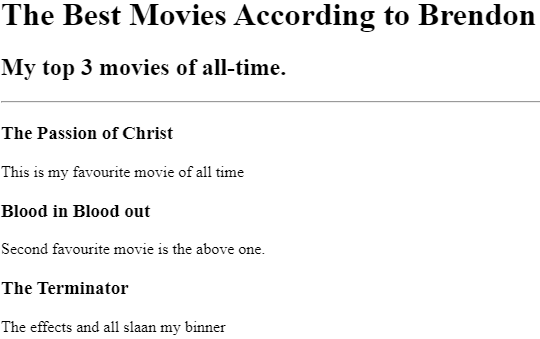 The Best Movies According to Brendon
My top 3 movies of all-time.
The Passion of Christ
This is my favourite movie of all time
Blood in Blood out
Second favourite movie is the above one.
The Terminator
The effects and all slaan my binner